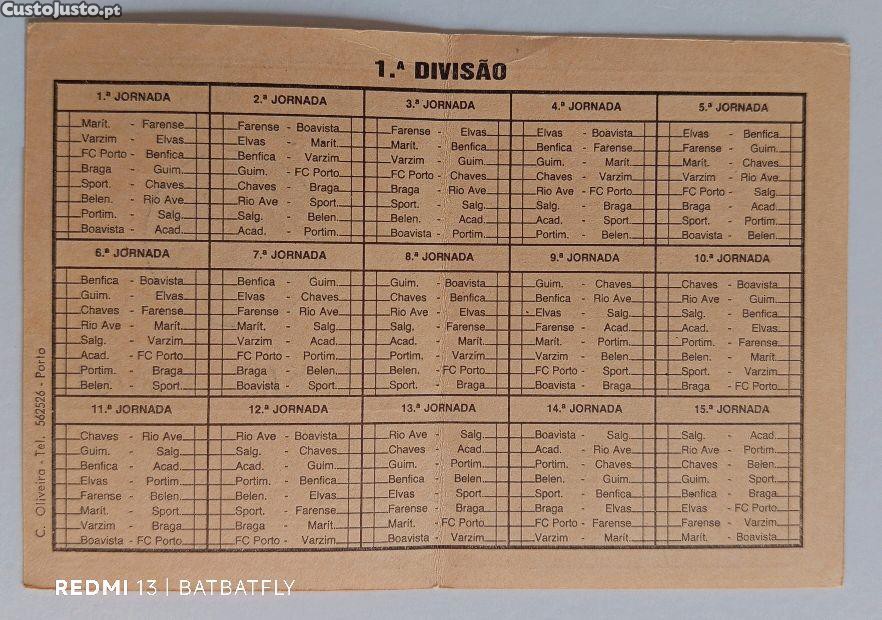 CustoJusto.pt
1.ª DIVISÃO
1.ª JORNADA
Marít. - Farense
Varzim - Elvas
FC Porto - Benfica
Braga - Guim.
Sport. - Chaves
Belen. - Rio Ave
Portim. - Salg.
Boavista - Acad.
2.ª JORNADA
Farense - Boavista
Elvas - Marít.
Benfica - Varzim
Guim. - FC Porto
Chaves - Braga
Rio Ave - Sport.
Salg. - Belen.
Acad. - Portim.
3.ª JORNADA
Farense - Elvas
Marít. - Benfica
Varzim - Guim.
FC Porto - Chaves
Braga - Rio Ave
Sport. - Salg.
Belen. - Acad.
Boavista - Portim.
4.ª JORNADA
Elvas - Boavista
Benfica - Farense
Guim. - Marít.
Chaves - Varzim
Rio Ave - FC Porto
Salg. - Braga
Acad. - Sport.
Portim. - Belen.
5.ª JORNADA
Elvas - Benfica
Farense - Guim.
Marít. - Chaves
Varzim - Rio Ave
FC Porto - Salg.
Braga - Acad.
Sport. - Portim.
Boavista - Belen.
6.ª JORNADA
Benfica - Boavista
Guim. - Elvas
Chaves - Farense
Rio Ave - Marít.
Salg. - Varzim
Acad. - FC Porto
Portim. - Braga
Belen. - Sport.
7.ª JORNADA
Benfica - Guim.
Elvas - Chaves
Farense - Rio Ave
Marít. - Salg.
Varzim - Acad.
FC Porto - Portim.
Braga - Belen.
Boavista - Sport.
8.ª JORNADA
Guim. - Boavista
Chaves - Benfica
Rio Ave - Elvas
Salg. - Farense
Acad. - Marít.
Portim. - Varzim
Belen. - FC Porto
Sport. - Braga
9.ª JORNADA
Guim. - Chaves
Benfica - Rio Ave
Elvas - Salg.
Farense - Acad.
Marít. - Portim.
Varzim - Belen.
FC Porto - Sport.
Boavista - Braga
10.ª JORNADA
Chaves - Boavista
Rio Ave - Guim.
Salg. - Benfica
Acad. - Elvas
Portim. - Farense
Belen. - Marít.
Sport. - Varzim
Braga - FC Porto
11.ª JORNADA
Chaves - Rio Ave
Guim. - Salg.
Benfica - Acad.
Elvas - Portim.
Farense - Belen.
Marít. - Sport.
Varzim - Braga
Boavista - FC Porto
12.ª JORNADA
Rio Ave - Boavista
Salg. - Chaves
Acad. - Guim.
Portim. - Benfica
Belen. - Elvas
Sport. - Farense
Braga - Marít.
FC Porto - Varzim
13.ª JORNADA
Rio Ave - Salg.
Chaves - Acad.
Guim. - Portim.
Benfica - Belen.
Elvas - Sport.
Farense - Braga
Marít. - FC Porto
Boavista - Varzim
14.ª JORNADA
Boavista - Salg.
Acad. - Rio Ave
Portim. - Chaves
Belen. - Guim.
Sport. - Benfica
Braga - Elvas
FC Porto - Farense
Varzim - Marít.
15.ª JORNADA
Salg. - Acad.
Rio Ave - Portim.
Chaves - Belen.
Guim. - Sport.
Benfica - Braga
Elvas - FC Porto
Farense - Varzim
Marít. - Boavista
C. Oliveira - Tel. 562526 - Porto
REDMI 13 | BATBATFLY